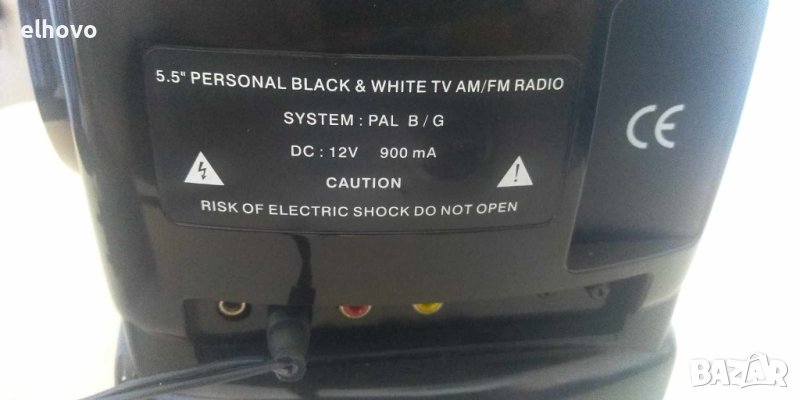 elhovo
5.5" PERSONAL BLACK & WHITE TV AM/FM RADIO
SYSTEM : PAL B / G
DC : 12V 900 mA
CAUTION
RISK OF ELECTRIC SHOCK DO NOT OPEN
CE
BAZAR